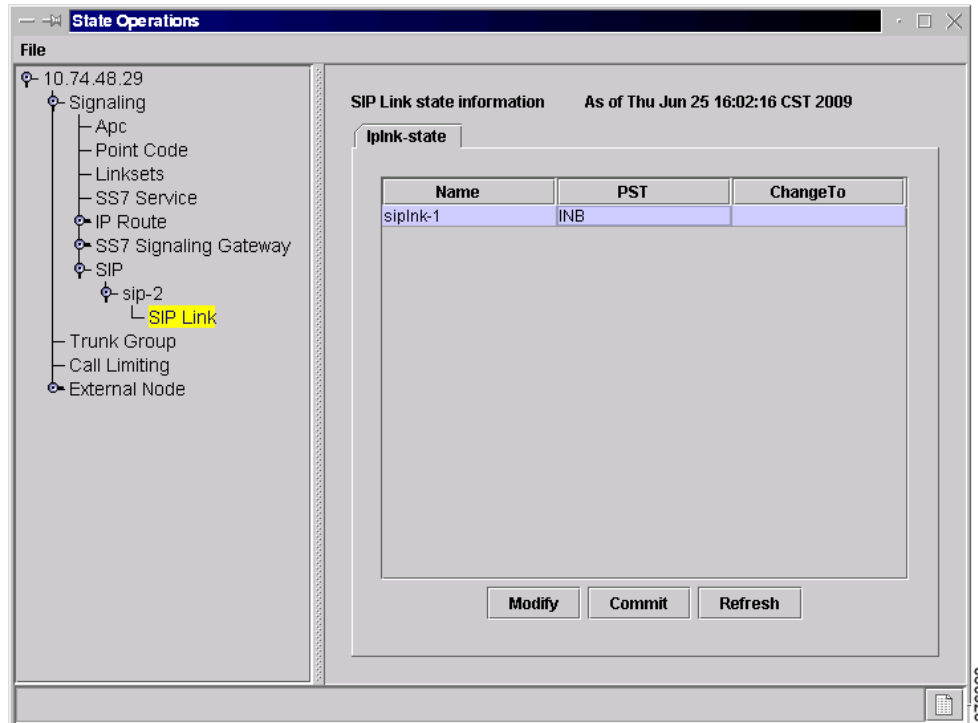 State Operations
File
10.74.48.29
Signaling
Apc
Point Code
Linksets
SS7 Service
IP Route
SS7 Signaling Gateway
SIP
sip-2
SIP Link
Trunk Group
Call Limiting
External Node
SIP Link state information As of Thu Jun 25 16:02:16 CST 2009
lplnk-state
Name PST ChangeTo
siplnk-1 INB
Modify Commit Refresh